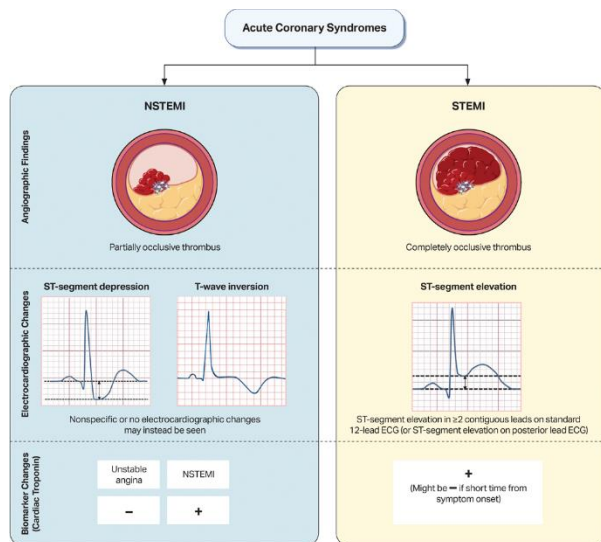 Acute Coronary Syndromes
NSTEMI
STEMI
Angiographic Findings
Partially occlusive thrombus
Completely occlusive thrombus
Electrocardiographic Changes
ST-segment depression
T-wave inversion
ST-segment elevation
Nonspecific or no electrocardiographic changes
may instead be seen
ST-segment elevation in ≥2 contiguous leads on standard
12-lead ECG (or ST-segment elevation on posterior lead ECG)
Biomarker Changes
(Cardiac Troponin)
Unstable
angina
NSTEMI
–
+
+
(Might be – if short time from
symptom onset)